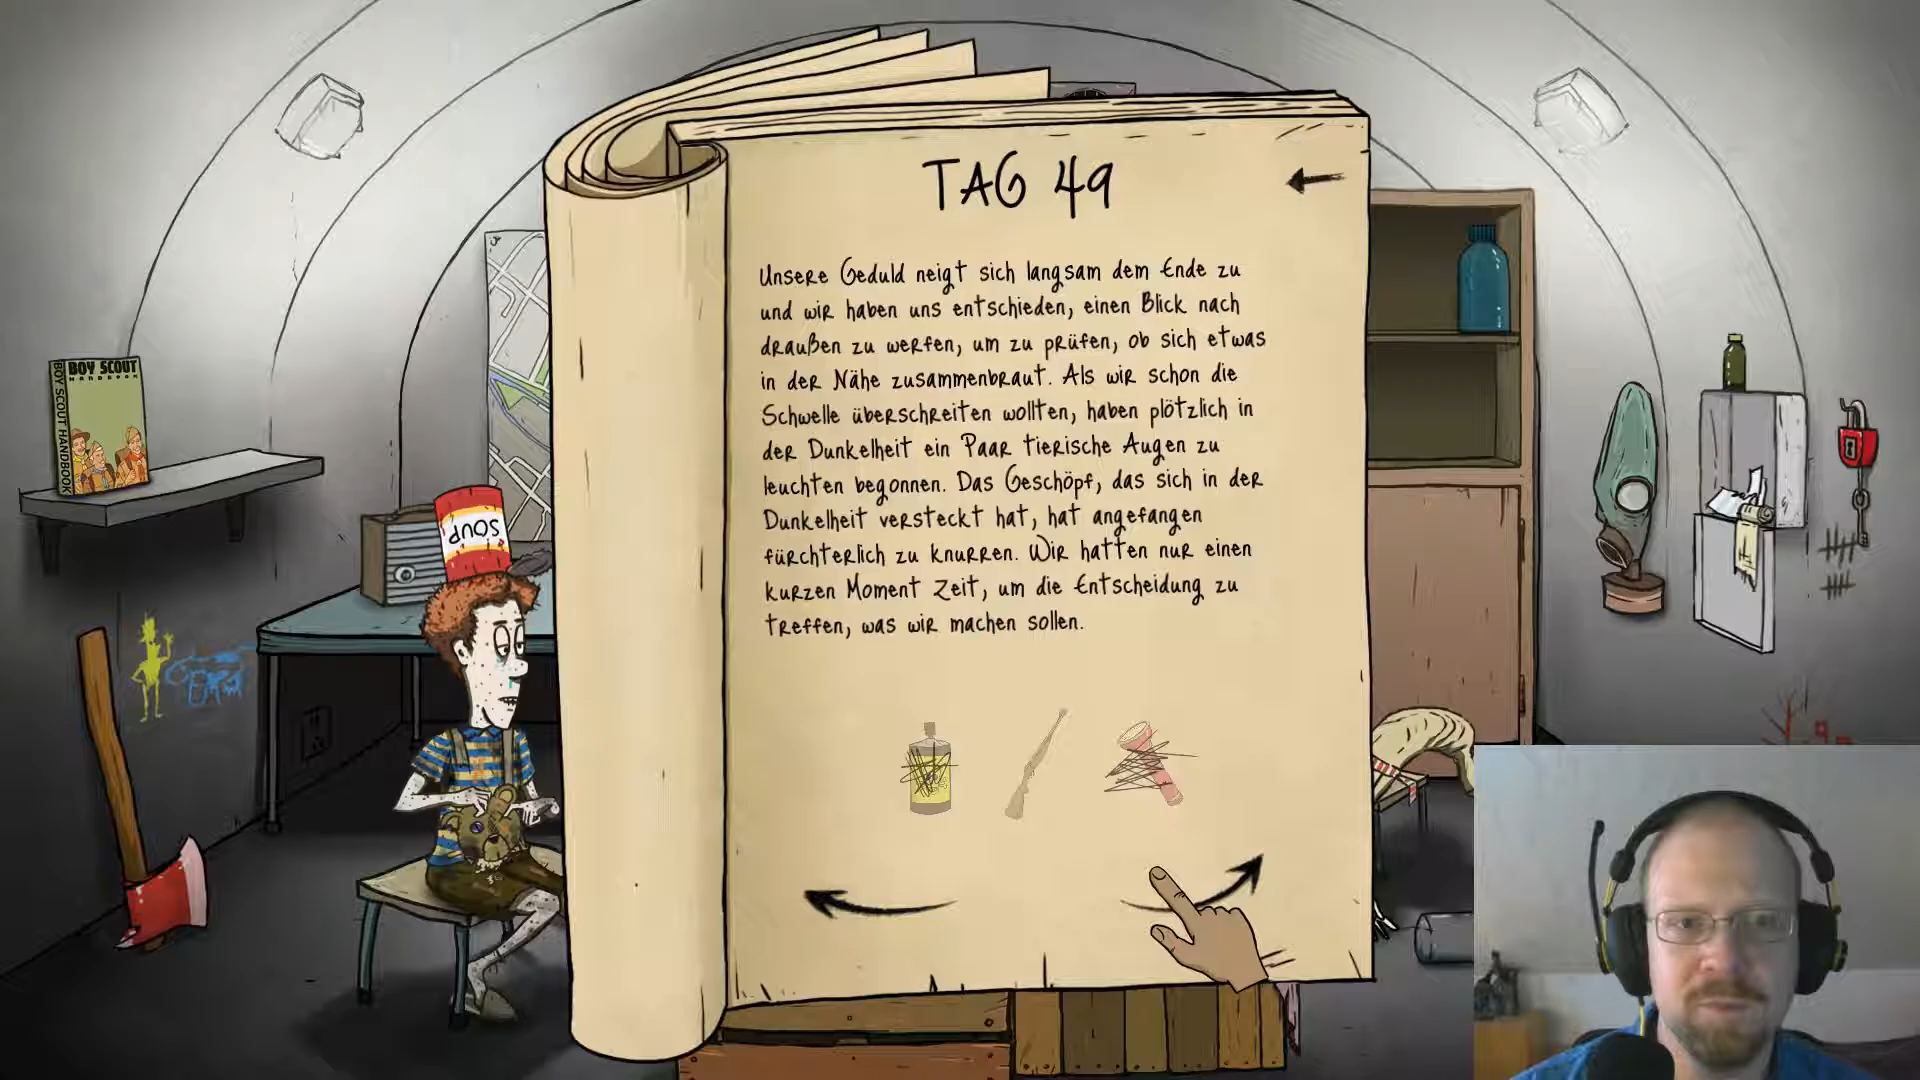 TAG 49
Unsere Geduld neigt sich langsam dem Ende zu
und wir haben uns entschieden, einen Blick nach
draußen zu werfen, um zu prüfen, ob sich etwas
in der Nähe zusammenbraut. Als wir schon die
Schwelle überschreiten wollten, haben plötzlich in
der Dunkelheit ein Paar tierische Augen zu
leuchten begonnen. Das Geschöpf, das sich in der
Dunkelheit versteckt hat, hat angefangen
fürchterlich zu knurren. Wir hatten nur einen
kurzen Moment Zeit, um die Entscheidung zu
treffen, was wir machen sollen.
BOY SCOUT
HANDBOOK
BOY SCOUT HANDBOOK
SOUP